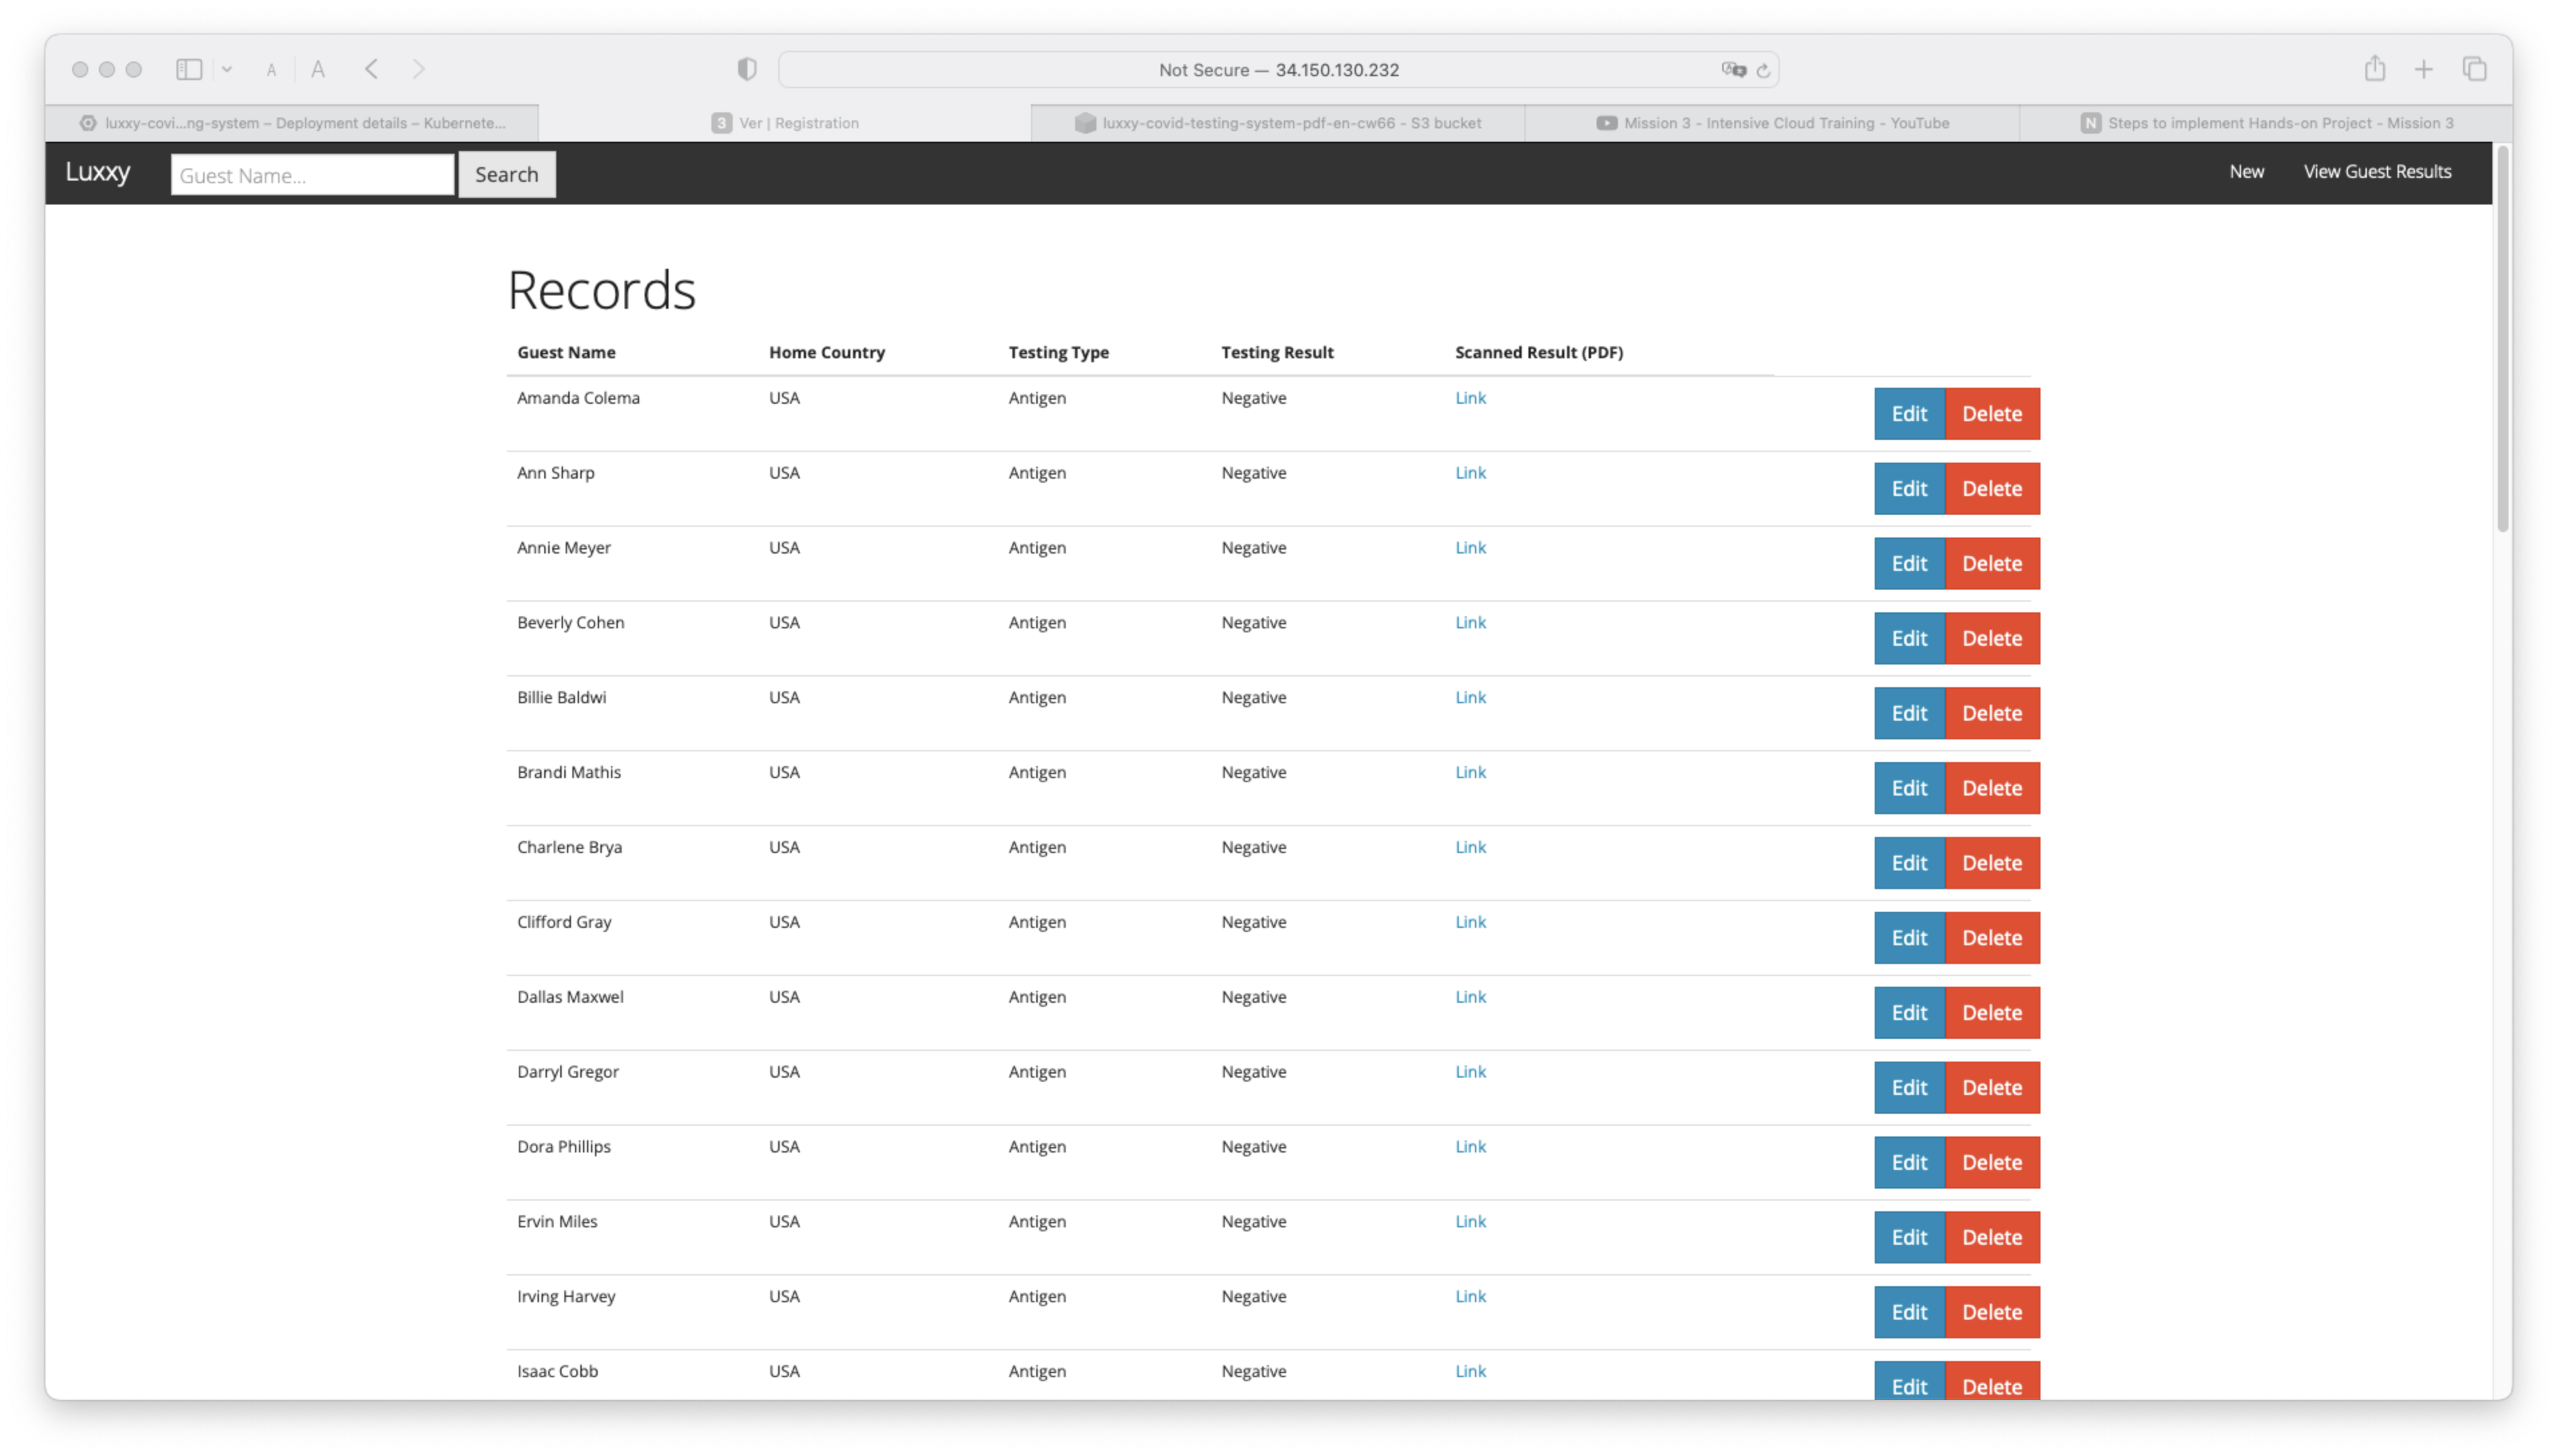 A A Not Secure — 34.150.130.232
luxxy-covi...ng-system – Deployment details – Kubernete... 3 Ver | Registration luxxy-covid-testing-system-pdf-en-cw66 - S3 bucket Mission 3 - Intensive Cloud Training - YouTube N Steps to implement Hands-on Project - Mission 3
Luxxy Guest Name... Search New View Guest Results
Records
Guest Name Home Country Testing Type Testing Result Scanned Result (PDF)
Amanda Colema USA Antigen Negative Link Edit Delete
Ann Sharp USA Antigen Negative Link Edit Delete
Annie Meyer USA Antigen Negative Link Edit Delete
Beverly Cohen USA Antigen Negative Link Edit Delete
Billie Baldwi USA Antigen Negative Link Edit Delete
Brandi Mathis USA Antigen Negative Link Edit Delete
Charlene Brya USA Antigen Negative Link Edit Delete
Clifford Gray USA Antigen Negative Link Edit Delete
Dallas Maxwel USA Antigen Negative Link Edit Delete
Darryl Gregor USA Antigen Negative Link Edit Delete
Dora Phillips USA Antigen Negative Link Edit Delete
Ervin Miles USA Antigen Negative Link Edit Delete
Irving Harvey USA Antigen Negative Link Edit Delete
Isaac Cobb USA Antigen Negative Link Edit Delete